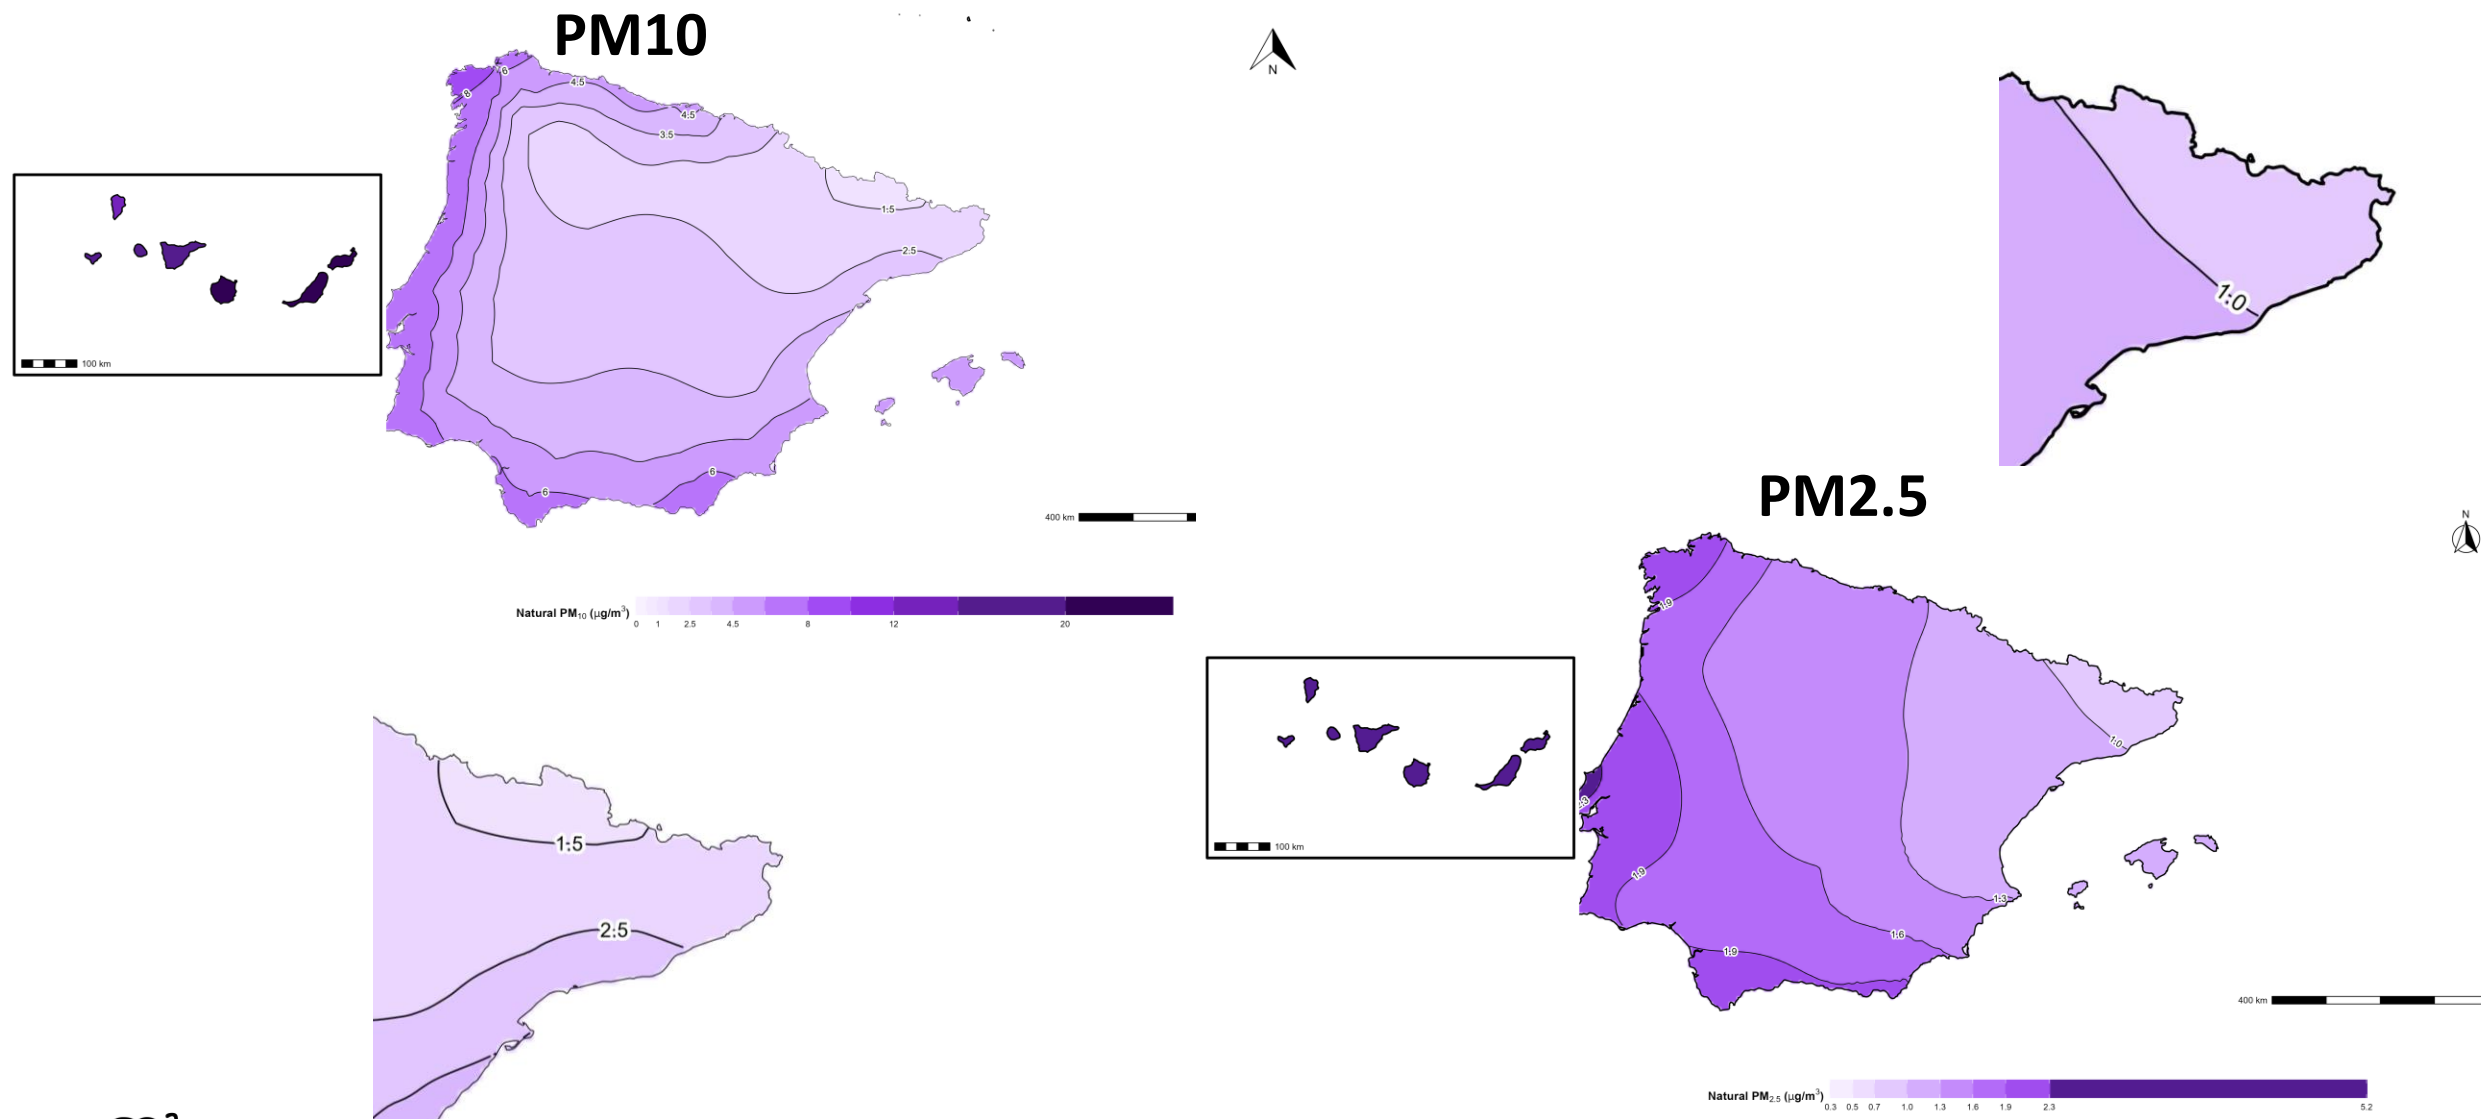 PM10
N
6
8
4.5
4.5
3.5
1.5
2.5
100 km
6
6
400 km
Natural PM₁₀ (μg/m³)
0 1 2.5 4.5 8 12 20
1.0
PM2.5
N
1.9
1.0
100 km
1.9
1.3
1.6
1.9
400 km
Natural PM₂.₅ (μg/m³)
0.3 0.5 0.7 1.0 1.3 1.6 1.9 2.3 5.2
1.5
2.5